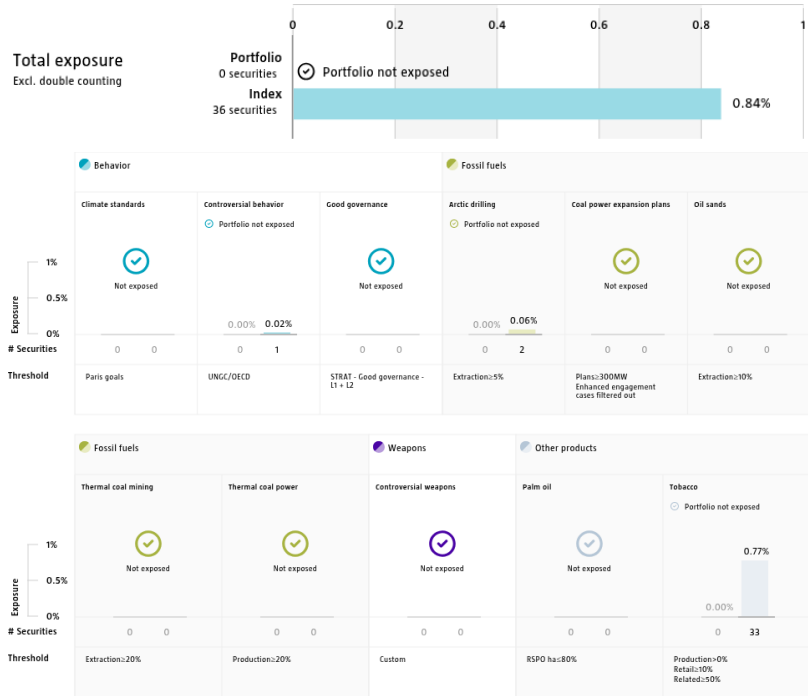 0 0.2 0.4 0.6 0.8 1
Total exposure
Excl. double counting
Portfolio
0 securities
Portfolio not exposed
Index
36 securities
0.84%
Behavior
Fossil fuels
Climate standards
Controversial behavior
Good governance
Arctic drilling
Coal power expansion plans
Oil sands
Portfolio not exposed
Portfolio not exposed
Not exposed
Not exposed
Not exposed
Not exposed
Exposure
1%
0.5%
0%
0.00% 0.02%
0.00% 0.06%
# Securities
0 0
0 1
0 0
0 2
0 0
0 0
Threshold
Paris goals
UNGC/OECD
STRAT - Good governance -
L1 + L2
Extraction≥5%
Plans≥300MW
Enhanced engagement
cases filtered out
Extraction≥10%
Fossil fuels
Weapons
Other products
Thermal coal mining
Thermal coal power
Controversial weapons
Palm oil
Tobacco
Portfolio not exposed
Not exposed
Not exposed
Not exposed
Not exposed
Exposure
1%
0.5%
0%
0.77%
0.00%
# Securities
0 0
0 0
0 0
0 0
0 33
Threshold
Extraction≥20%
Production≥20%
Custom
RSPO ha≤80%
Production>0%
Retail≥10%
Related≥50%